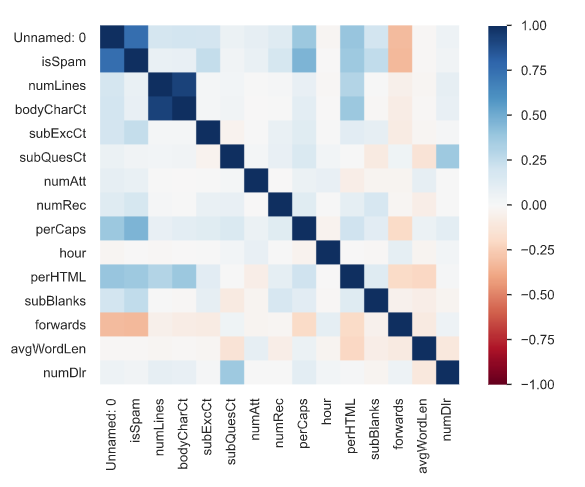 Unnamed: 0
isSpam
numLines
bodyCharCt
subExcCt
subQuesCt
numAtt
numRec
perCaps
hour
perHTML
subBlanks
forwards
avgWordLen
numDlr
1.00
0.75
0.50
0.25
0.00
−0.25
−0.50
−0.75
−1.00
Unnamed: 0
isSpam
numLines
bodyCharCt
subExcCt
subQuesCt
numAtt
numRec
perCaps
hour
perHTML
subBlanks
forwards
avgWordLen
numDlr